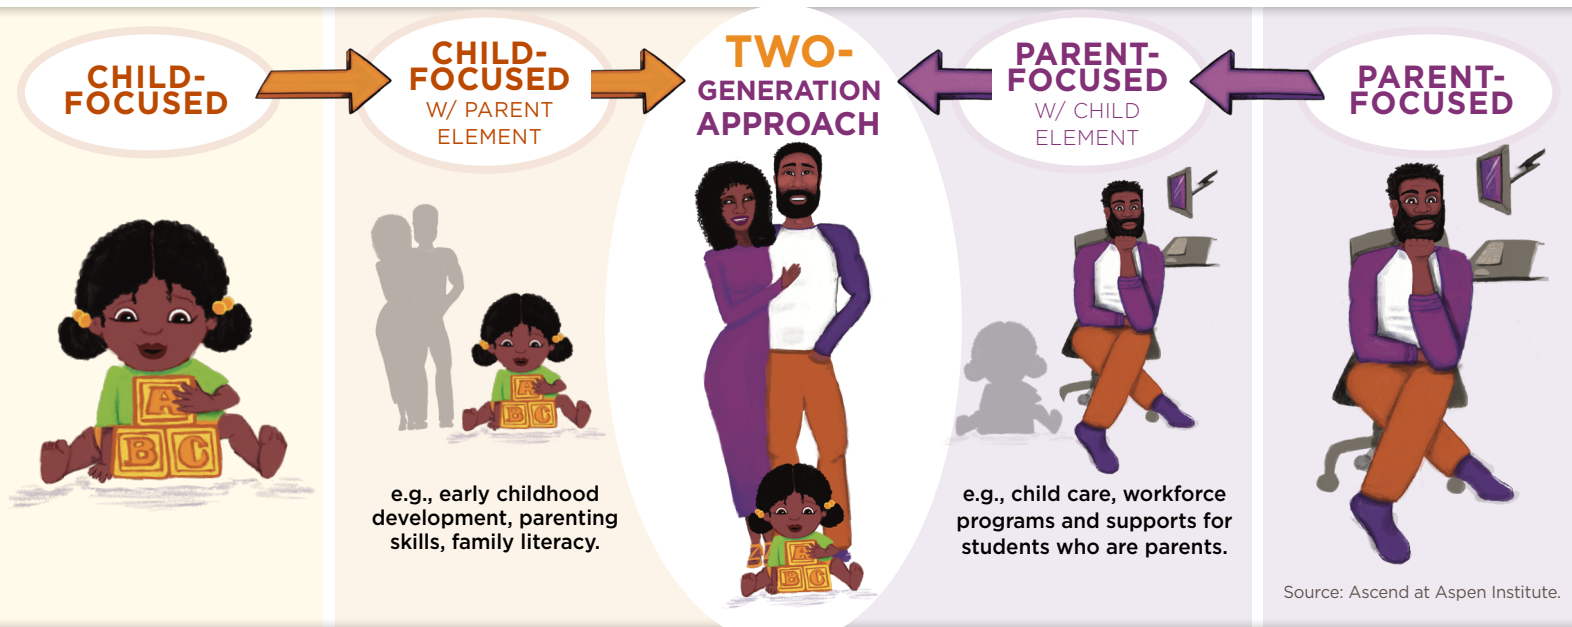 CHILD-
FOCUSED
CHILD-
FOCUSED
W/ PARENT
ELEMENT
TWO-
GENERATION
APPROACH
PARENT-
FOCUSED
W/ CHILD
ELEMENT
PARENT-
FOCUSED
A
B C
A
B C
e.g., early childhood
development, parenting
skills, family literacy.
A
B C
e.g., child care, workforce
programs and supports for
students who are parents.
Source: Ascend at Aspen Institute.